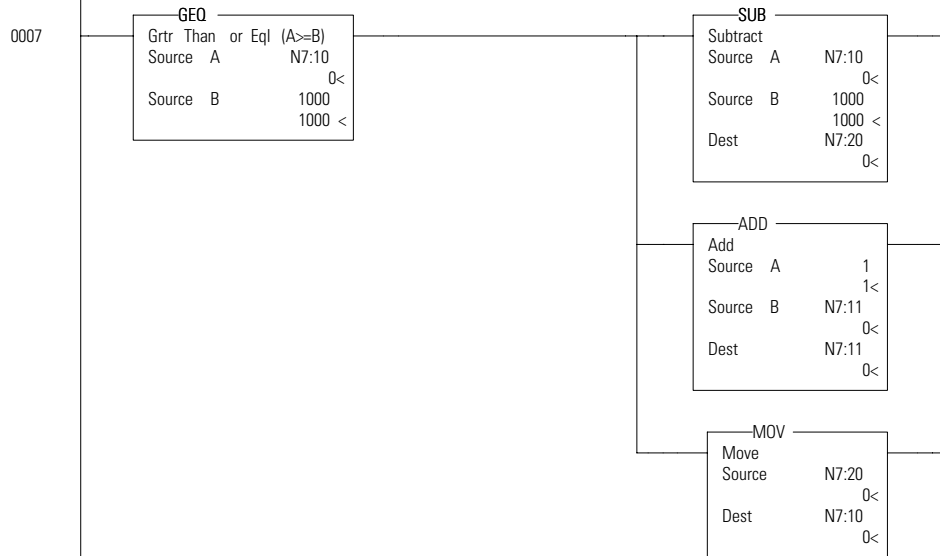 0007
GEQ
Grtr Than or Eql (A>=B)
Source A N7:10
0<
Source B 1000
1000 <
SUB
Subtract
Source A N7:10
0<
Source B 1000
1000 <
Dest N7:20
0<
ADD
Add
Source A 1
1<
Source B N7:11
0<
Dest N7:11
0<
MOV
Move
Source N7:20
0<
Dest N7:10
0<